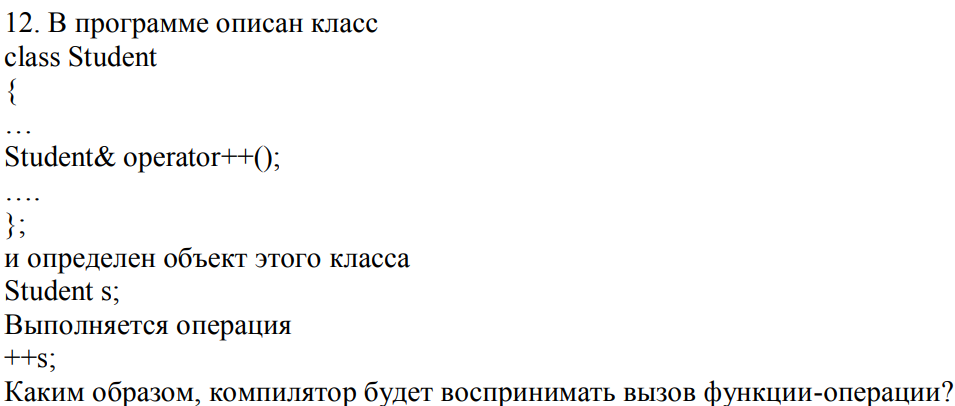 12. В программе описан класс
class Student
{
…
Student& operator++();
….
};
и определен объект этого класса
Student s;
Выполняется операция
++s;
Каким образом, компилятор будет воспринимать вызов функции-операции?